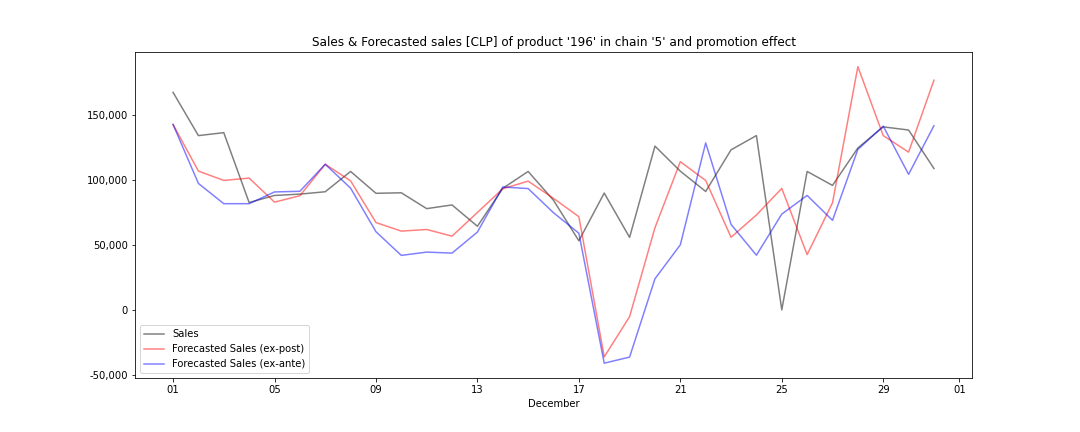 Sales & Forecasted sales [CLP] of product '196' in chain '5' and promotion effect
150,000
100,000
50,000
0
-50,000
Sales
Forecasted Sales (ex-post)
Forecasted Sales (ex-ante)
01 05 09 13 17 21 25 29 01
December